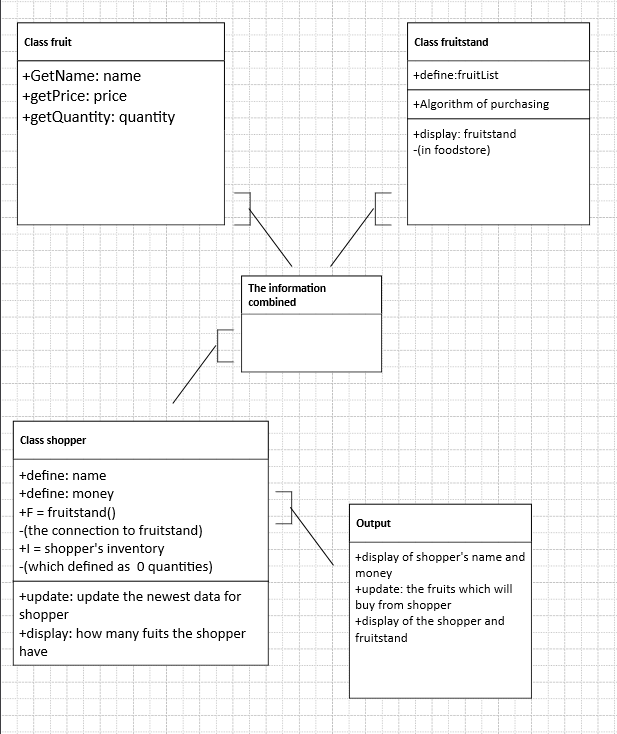 Class fruit
+GetName: name
+getPrice: price
+getQuantity: quantity
Class fruitstand
+define:fruitList
+Algorithm of purchasing
+display: fruitstand
-(in foodstore)
The information
combined
Class shopper
+define: name
+define: money
+F = fruitstand()
-(the connection to fruitstand)
+I = shopper's inventory
-(which defined as  0 quantities)
+update: update the newest data for
shopper
+display: how many fuits the shopper
have
Output
+display of shopper's name and
money
+update: the fruits which will
buy from shopper
+display of the shopper and
fruitstand